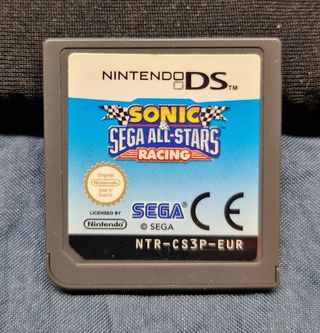 NINTENDO DS
SONIC
&
SEGA ALL-STARS
RACING
Original
Nintendo
Seal of
Quality
LICENSED BY
Nintendo
SEGA
© SEGA
CE
NTR-CS3P-EUR